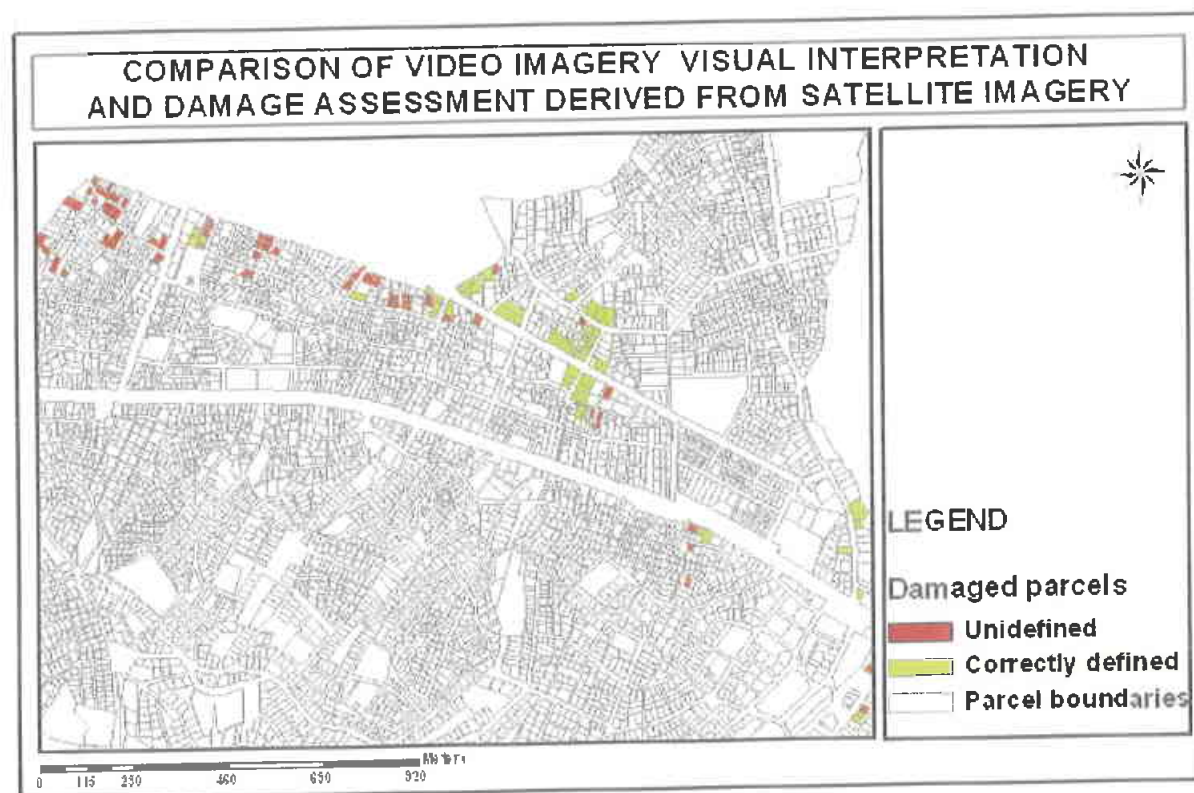 COMPARISON OF VIDEO IMAGERY VISUAL INTERPRETATION
AND DAMAGE ASSESSMENT DERIVED FROM SATELLITE IMAGERY
LEGEND
Damaged parcels
Unidefined
Correctly defined
Parcel boundaries
Meters
0 115 230 460 690 920